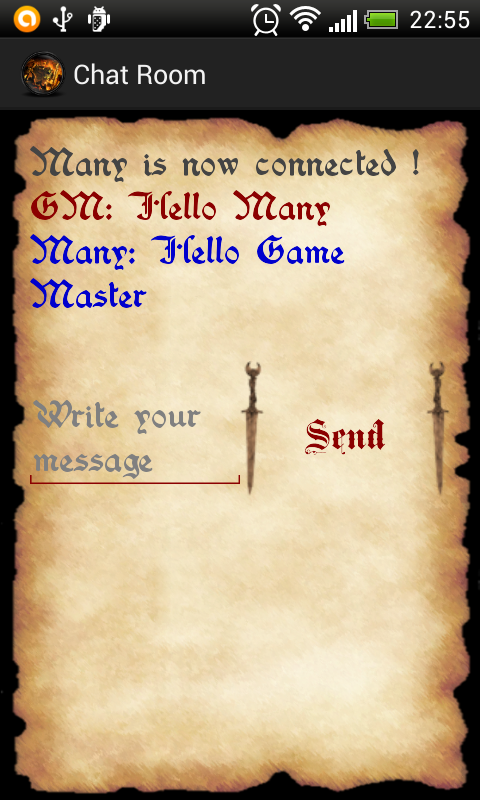 22:55
Chat Room
Many is now connected !
GM: Hello Many
Many: Hello Game
Master
Write your
message
Send